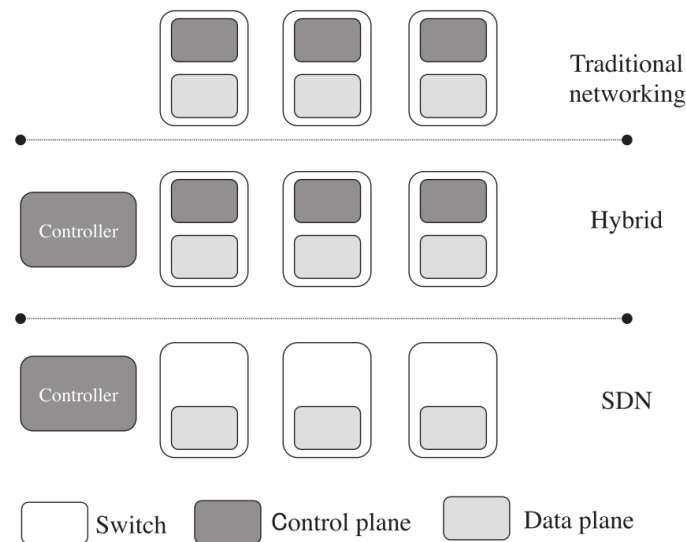 Traditional
networking
Controller
Hybrid
Controller
SDN
Switch
Control plane
Data plane